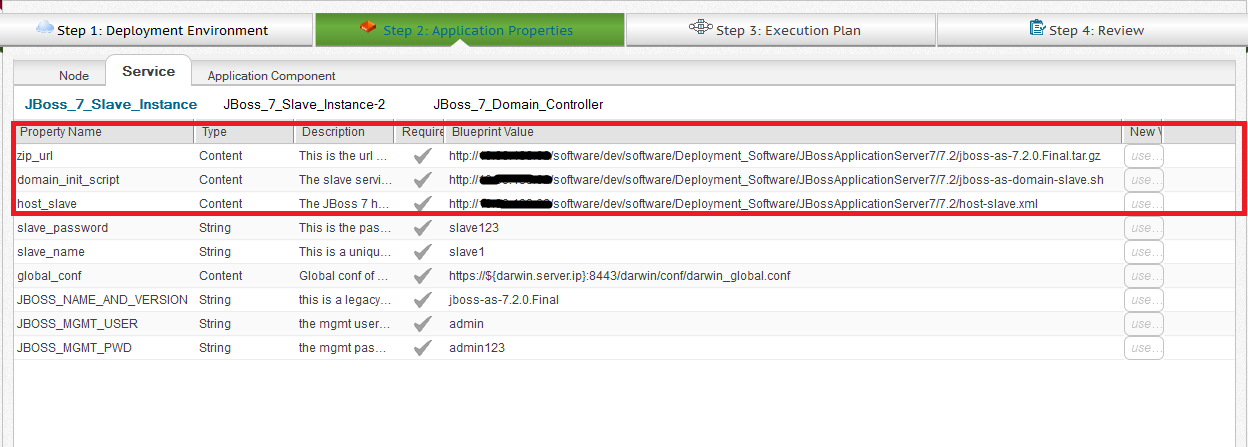 Step 1: Deployment Environment Step 2: Application Properties Step 3: Execution Plan Step 4: Review
Node Service Application Component
JBoss_7_Slave_Instance JBoss_7_Slave_Instance-2 JBoss_7_Domain_Controller
Property Name Type Description Require Blueprint Value New V
zip_url Content This is the url ... http:// /software/dev/software/Deployment_Software/JBossApplicationServer7/7.2/jboss-as-7.2.0.Final.tar.gz use...
domain_init_script Content The slave servi... http:// /software/dev/software/Deployment_Software/JBossApplicationServer7/7.2/jboss-as-domain-slave.sh use...
host_slave Content The JBoss 7 h... http:// /software/dev/software/Deployment_Software/JBossApplicationServer7/7.2/host-slave.xml use...
slave_password String This is the pas... slave123 use...
slave_name String This is a uniqu... slave1 use...
global_conf Content Global conf of ... https://${darwin.server.ip}:8443/darwin/conf/darwin_global.conf use...
JBOSS_NAME_AND_VERSION String this is a legacy... jboss-as-7.2.0.Final use...
JBOSS_MGMT_USER String the mgmt user... admin use...
JBOSS_MGMT_PWD String the mgmt pas... admin123 use...